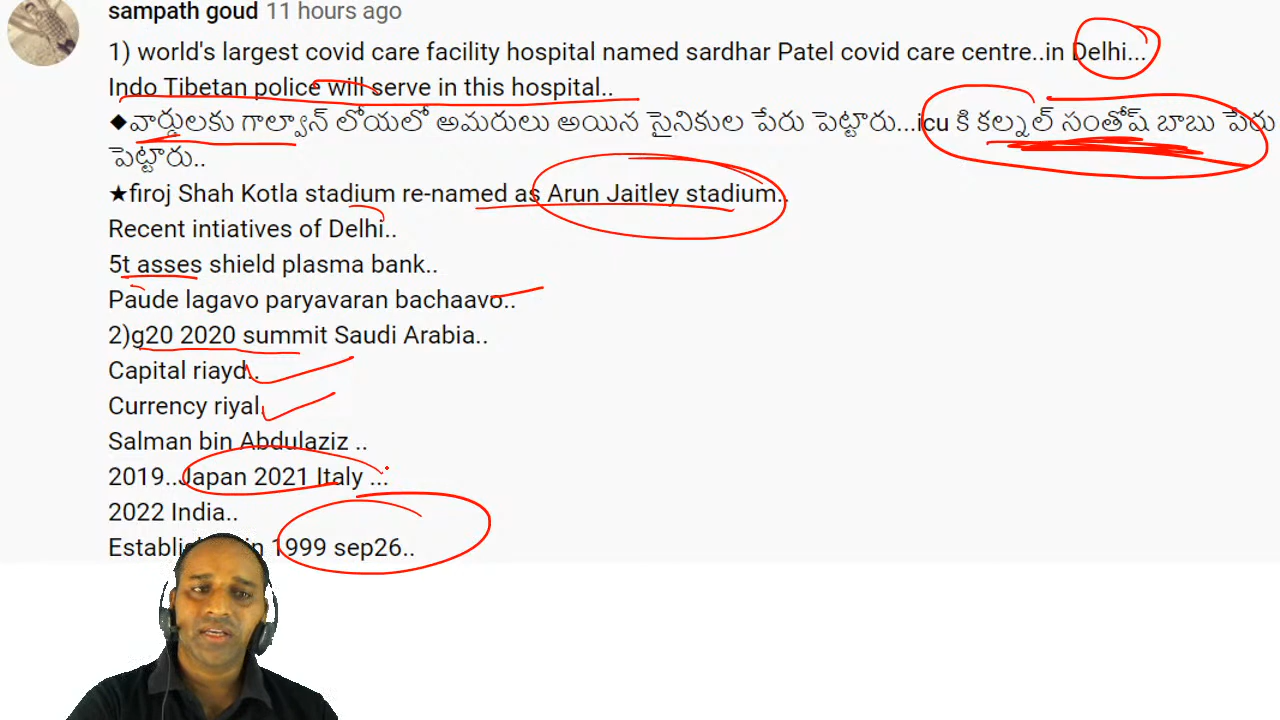 sampath goud 11 hours ago
1) world's largest covid care facility hospital named sardhar Patel covid care centre..in Delhi...
Indo Tibetan police will serve in this hospital..
◆వార్డులకు గాల్వాన్ లోయలో అమరులు అయిన సైనికుల పేరు పెట్టారు...icu కి కల్నల్ సంతోష్ బాబు పేరు
పెట్టారు..
★firoj Shah Kotla stadium re-named as Arun Jaitley stadium..
Recent intiatives of Delhi..
5t asses shield plasma bank..
Paude lagavo paryavaran bachaavo..
2)g20 2020 summit Saudi Arabia..
Capital riayd..
Currency riyal.
Salman bin Abdulaziz ..
2019..Japan 2021 Italy ...
2022 India..
in 1999 sep26..